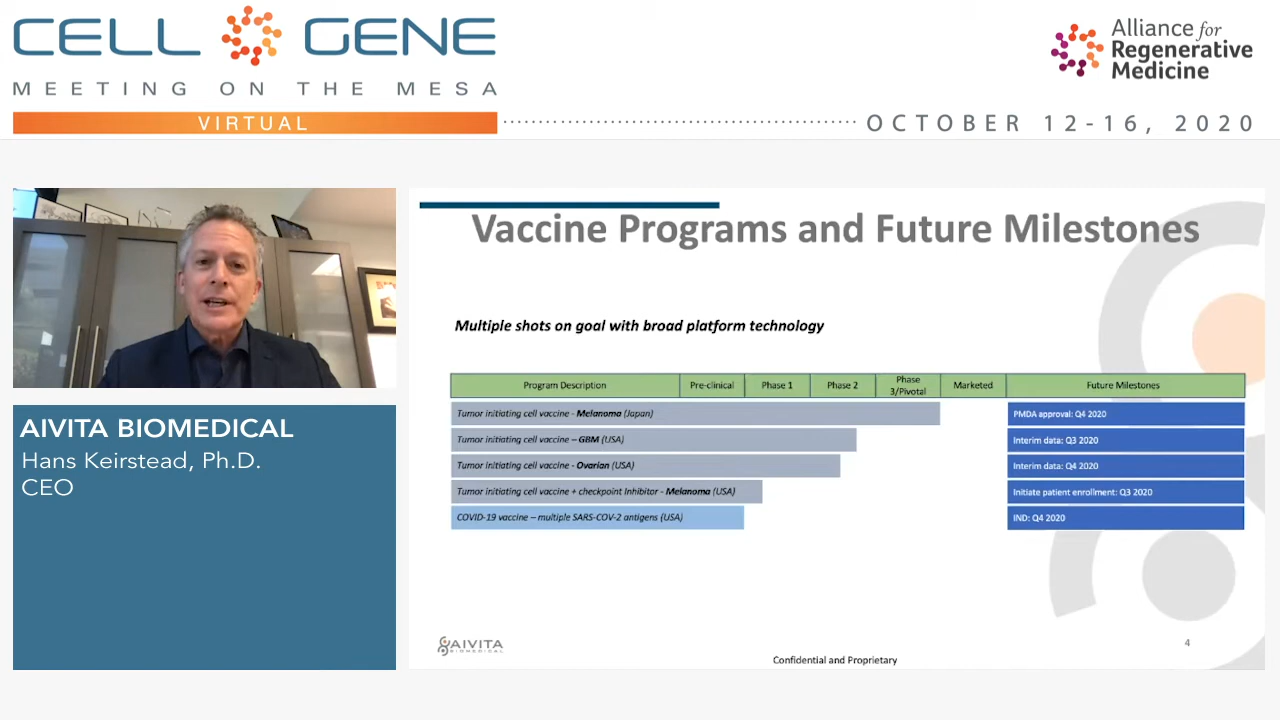 CELL GENE
MEETING ON THE MESA
VIRTUAL
Alliance for
Regenerative
Medicine
OCTOBER 12-16, 2020
AIVITA BIOMEDICAL
Hans Keirstead, Ph.D.
CEO
Vaccine Programs and Future Milestones
Multiple shots on goal with broad platform technology
Program Description Pre-clinical Phase 1 Phase 2 Phase 3/Pivotal Marketed Future Milestones
Tumor initiating cell vaccine - Melanoma (Japan) PMDA approval: Q4 2020
Tumor initiating cell vaccine – GBM (USA) Interim data: Q3 2020
Tumor initiating cell vaccine - Ovarian (USA) Interim data: Q4 2020
Tumor initiating cell vaccine + checkpoint Inhibitor - Melanoma (USA) Initiate patient enrollment: Q3 2020
COVID-19 vaccine – multiple SARS-COV-2 antigens (USA) IND: Q4 2020
AIVITA
BIOMEDICAL
4
Confidential and Proprietary